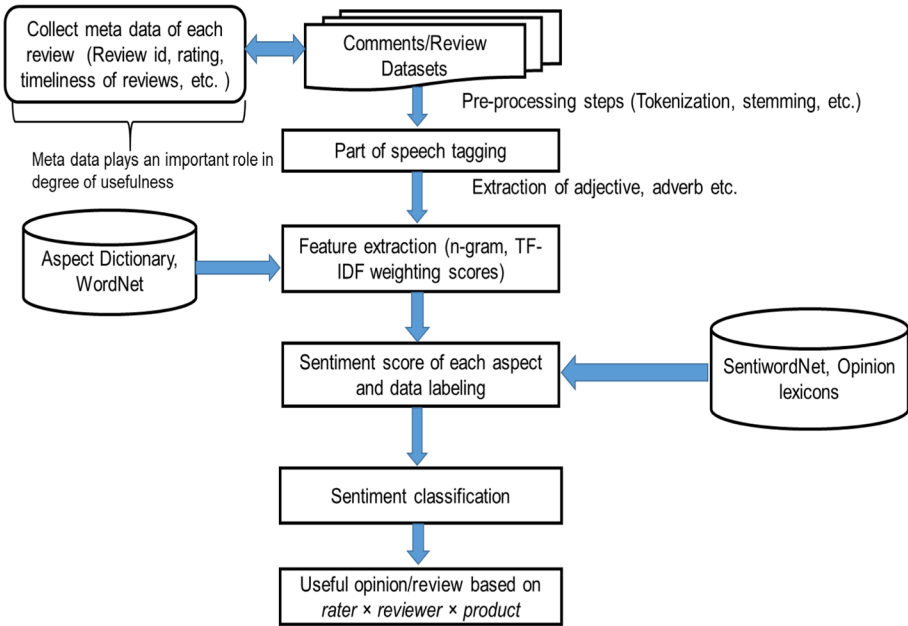 Collect meta data of each
review (Review id, rating,
timeliness of reviews, etc. )
Comments/Review
Datasets
Pre-processing steps (Tokenization, stemming, etc.)
Meta data plays an important role in
degree of usefulness
Part of speech tagging
Extraction of adjective, adverb etc.
Aspect Dictionary,
WordNet
Feature extraction (n-gram, TF-
IDF weighting scores)
Sentiment score of each aspect
and data labeling
SentiwordNet, Opinion
lexicons
Sentiment classification
Useful opinion/review based on
rater × reviewer × product